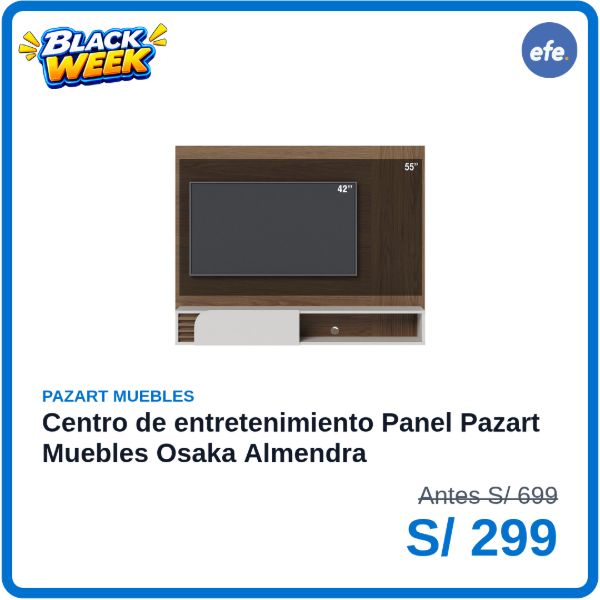 BLACK
WEEK
efe.
55"
42"
PAZART MUEBLES
Centro de entretenimiento Panel Pazart
Muebles Osaka Almendra
Antes S/ 699
S/ 299